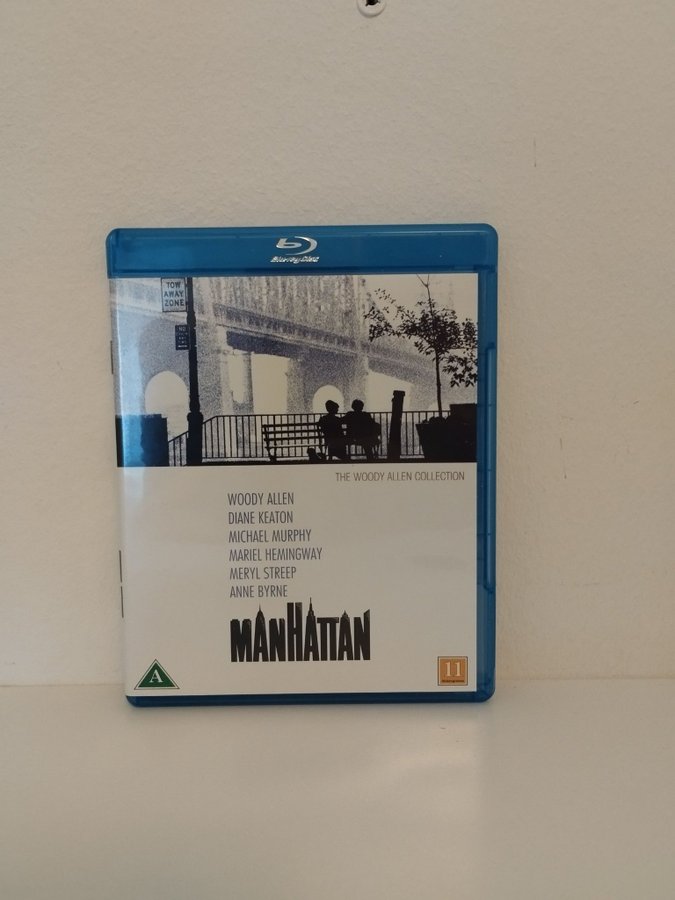 Blu-ray Disc
TOW
AWAY
ZONE
NO
THE WOODY ALLEN COLLECTION
WOODY ALLEN
DIANE KEATON
MICHAEL MURPHY
MARIEL HEMINGWAY
MERYL STREEP
ANNE BYRNE
MANHATTAN
A
11